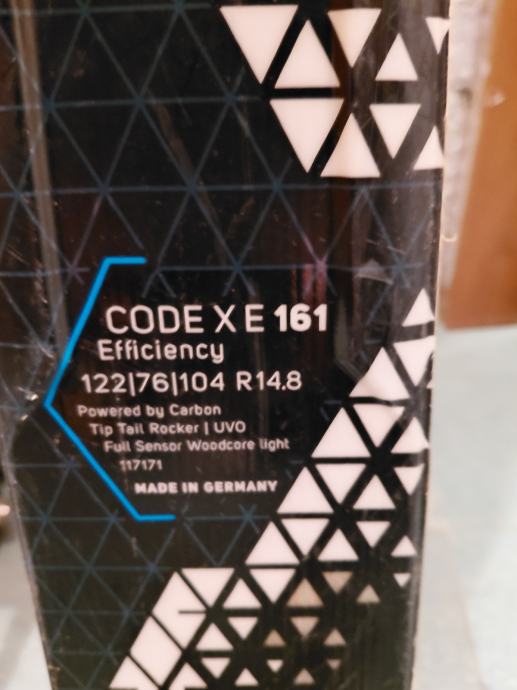 CODE X E 161
Efficiency
122|76|104 R14.8
Powered by Carbon
Tip Tail Rocker | UVO
Full Sensor Woodcore light
117171
MADE IN GERMANY